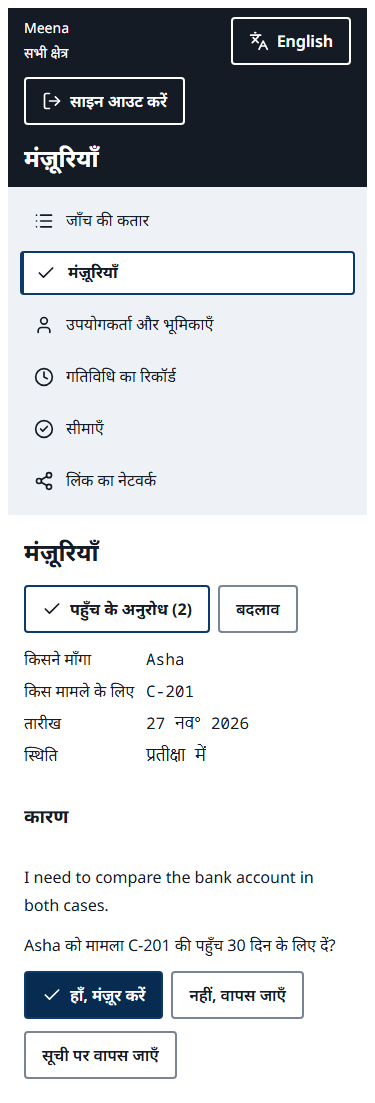 Meena
सभी क्षेत्र
English
साइन आउट करें
मंज़ूरियाँ
जाँच की कतार
मंज़ूरियाँ
उपयोगकर्ता और भूमिकाएँ
गतिविधि का रिकॉर्ड
सीमाएँ
लिंक का नेटवर्क
मंज़ूरियाँ
पहुँच के अनुरोध (2)
बदलाव
किसने माँगा Asha
किस मामले के लिए C-201
तारीख 27 नव॰ 2026
स्थिति प्रतीक्षा में
कारण
I need to compare the bank account in
both cases.
Asha को मामला C-201 की पहुँच 30 दिन के लिए दें?
हाँ, मंज़ूर करें
नहीं, वापस जाएँ
सूची पर वापस जाएँ